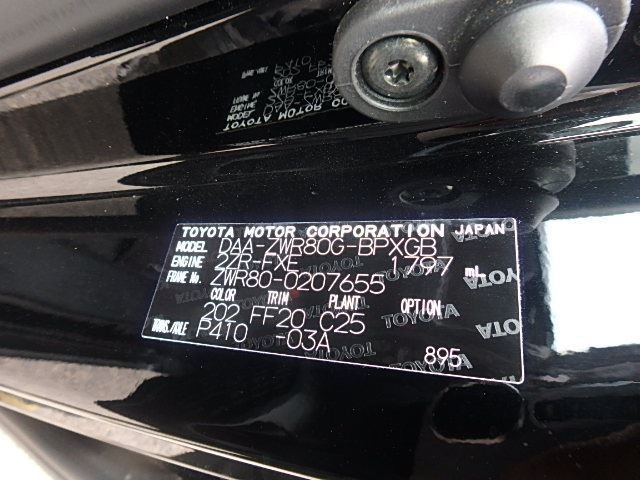 TOYOTA MOTOR CORPORATION JAPAN
MODEL DAA-ZWR80G-BPXGB
ENGINE 2ZR-FXE 1797 mL
FRAME No. ZWR80-0207655
COLOR TRIM PLANT OPTION
202 FF20 C25
TRANS/AXLE P410 -03A
895